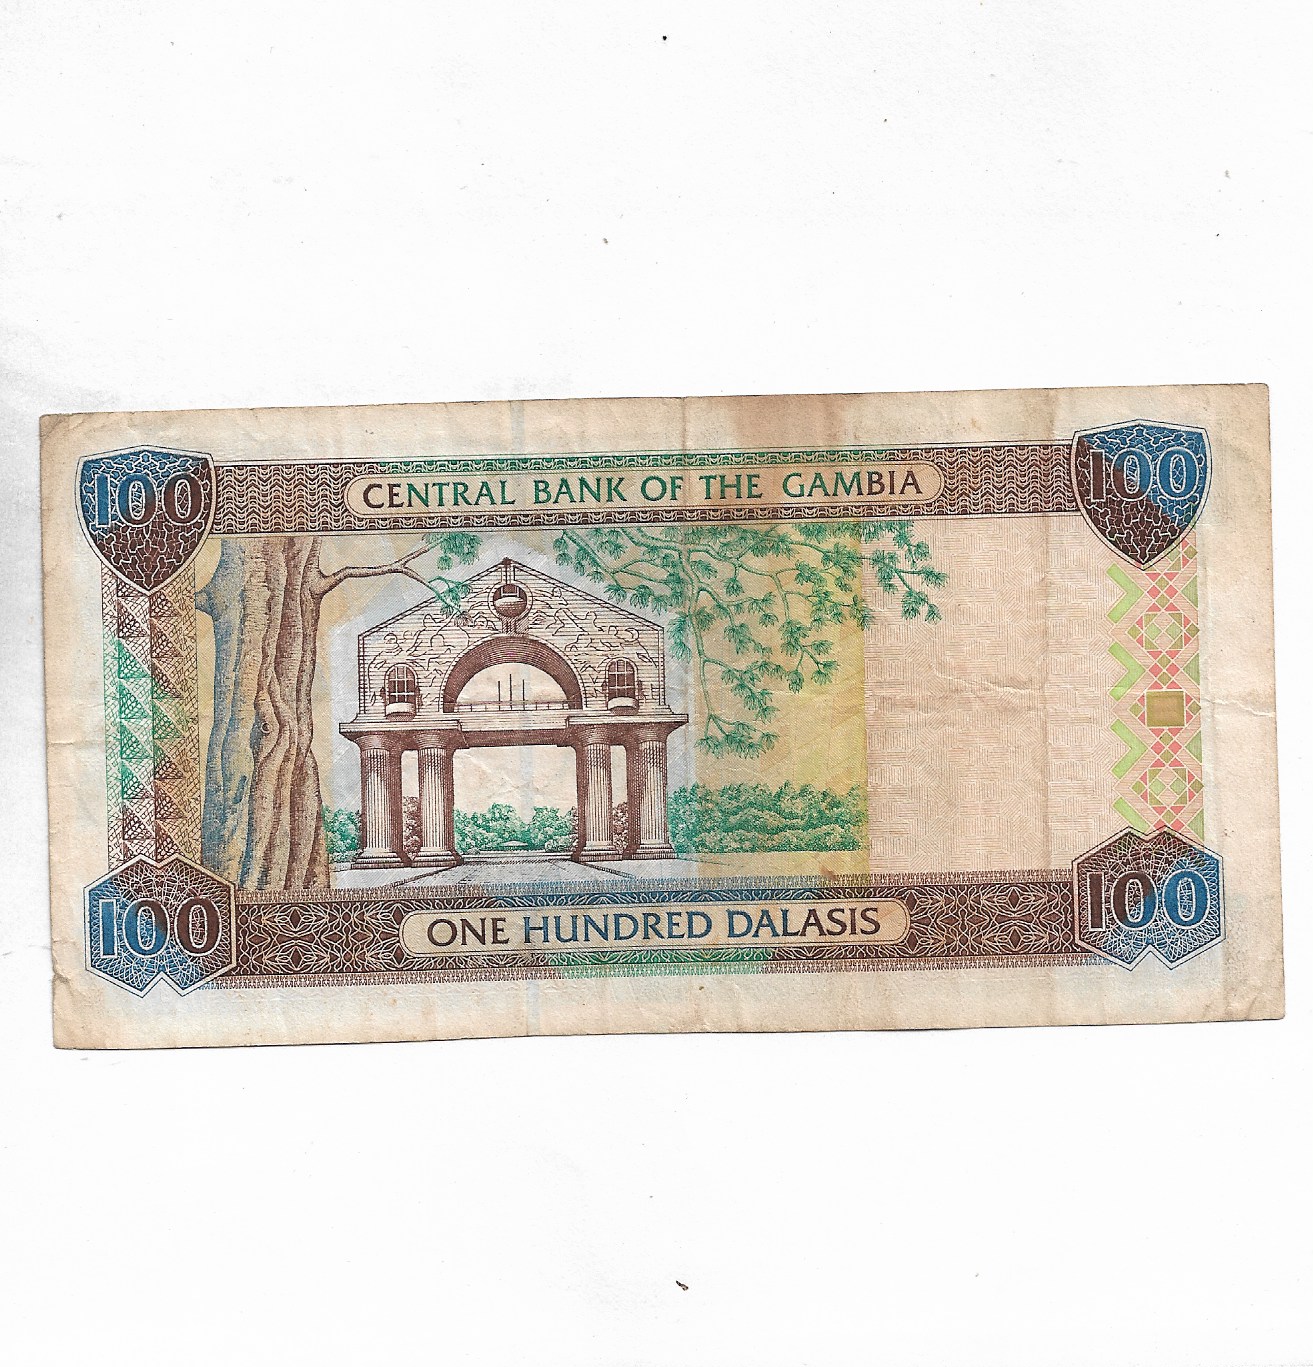 100 CENTRAL BANK OF THE GAMBIA 100
100 ONE HUNDRED DALASIS 100